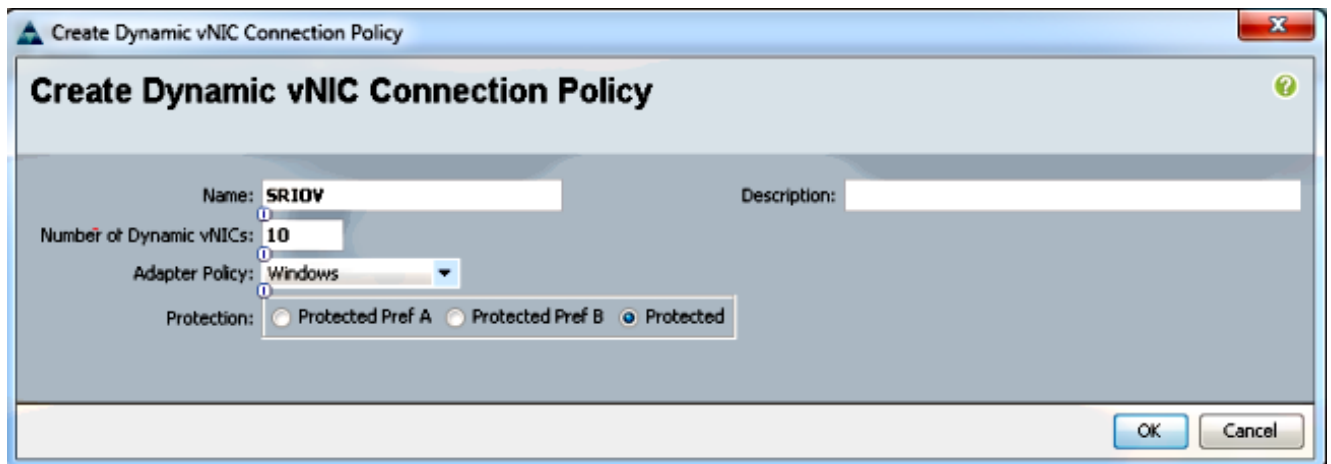 Create Dynamic vNIC Connection Policy
Create Dynamic vNIC Connection Policy
Name: SRIOV Description:
Number of Dynamic vNICs: 10
Adapter Policy: Windows
Protection: Protected Pref A Protected Pref B Protected
OK Cancel